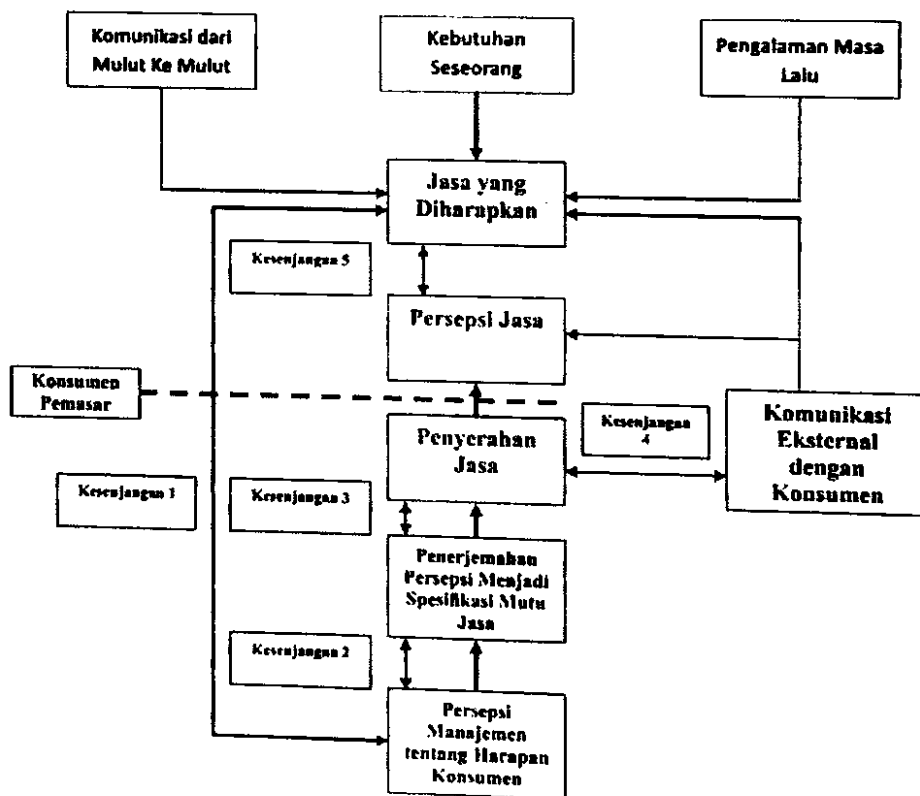 Komunikasi dari
Mulut Ke Mulut
Kebutuhan
Seseorang
Pengalaman Masa
Lalu
Jasa yang
Diharapkan
Kesenjangan 5
Persepsi Jasa
Konsumen
Pemasar
Kesenjangan
4
Komunikasi
Eksternal
dengan
Konsumen
Penyerahan
Jasa
Kesenjangan 1
Kesenjangan 3
Penerjemahan
Persepsi Menjadi
Spesifikasi Mutu
Jasa
Kesenjangan 2
Persepsi
Manajemen
tentang Harapan
Konsumen